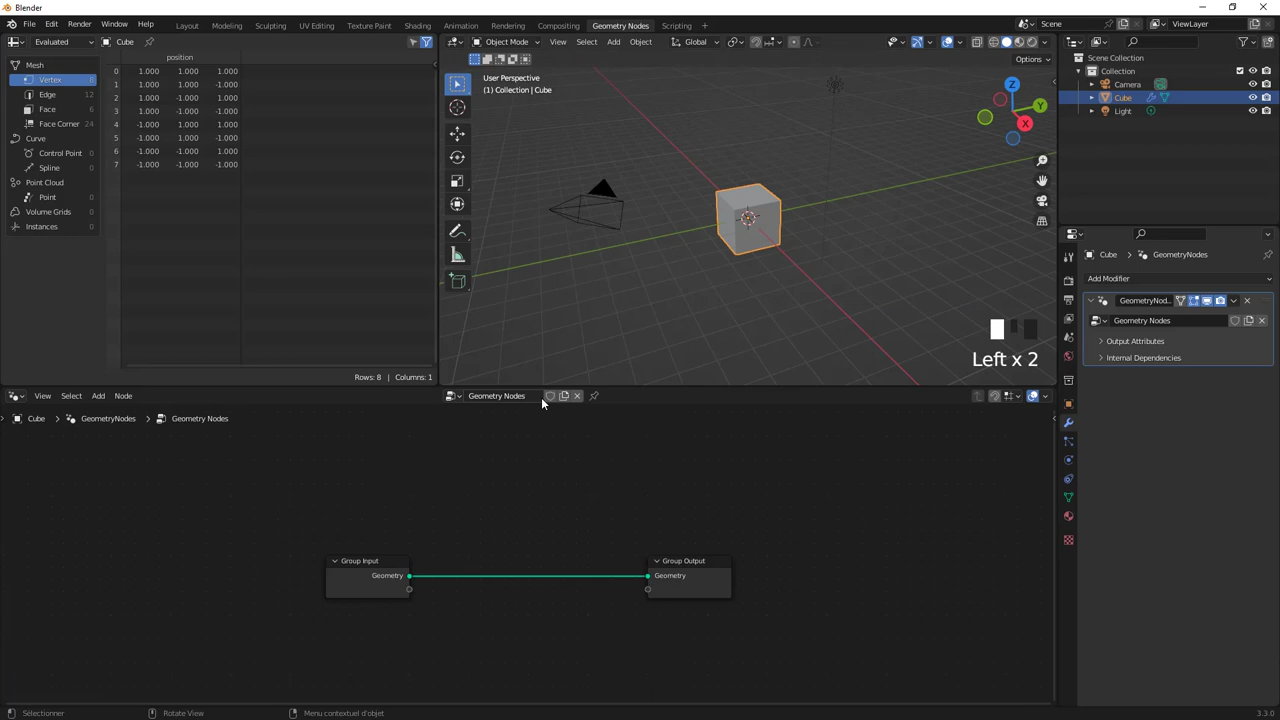 Blender
File Edit Render Window Help Layout Modeling Sculpting UV Editing Texture Paint Shading Animation Rendering Compositing Geometry Nodes Scripting + Scene ViewLayer
Evaluated Cube Object Mode View Select Add Object Global
Options
position
Mesh
Vertex 8
Edge 12
Face 6
Face Corner 24
Curve
Control Point 0
Spline 0
Point Cloud
Point 0
Volume Grids 0
Instances 0
0 1.000 1.000 1.000
1 1.000 1.000 -1.000
2 1.000 -1.000 1.000
3 1.000 -1.000 -1.000
4 -1.000 1.000 1.000
5 -1.000 1.000 -1.000
6 -1.000 -1.000 1.000
7 -1.000 -1.000 -1.000
Rows: 8 | Columns: 1
User Perspective
(1) Collection | Cube
Z
Y
X
Left x 2
Scene Collection
Collection
Camera
Cube
Light
Cube GeometryNodes
Add Modifier
GeometryNod...
Geometry Nodes
Output Attributes
Internal Dependencies
View Select Add Node Geometry Nodes
Cube GeometryNodes Geometry Nodes
Group Input
Geometry
Group Output
Geometry
Sélectionner Rotate View Menu contextuel d'objet 3.3.0